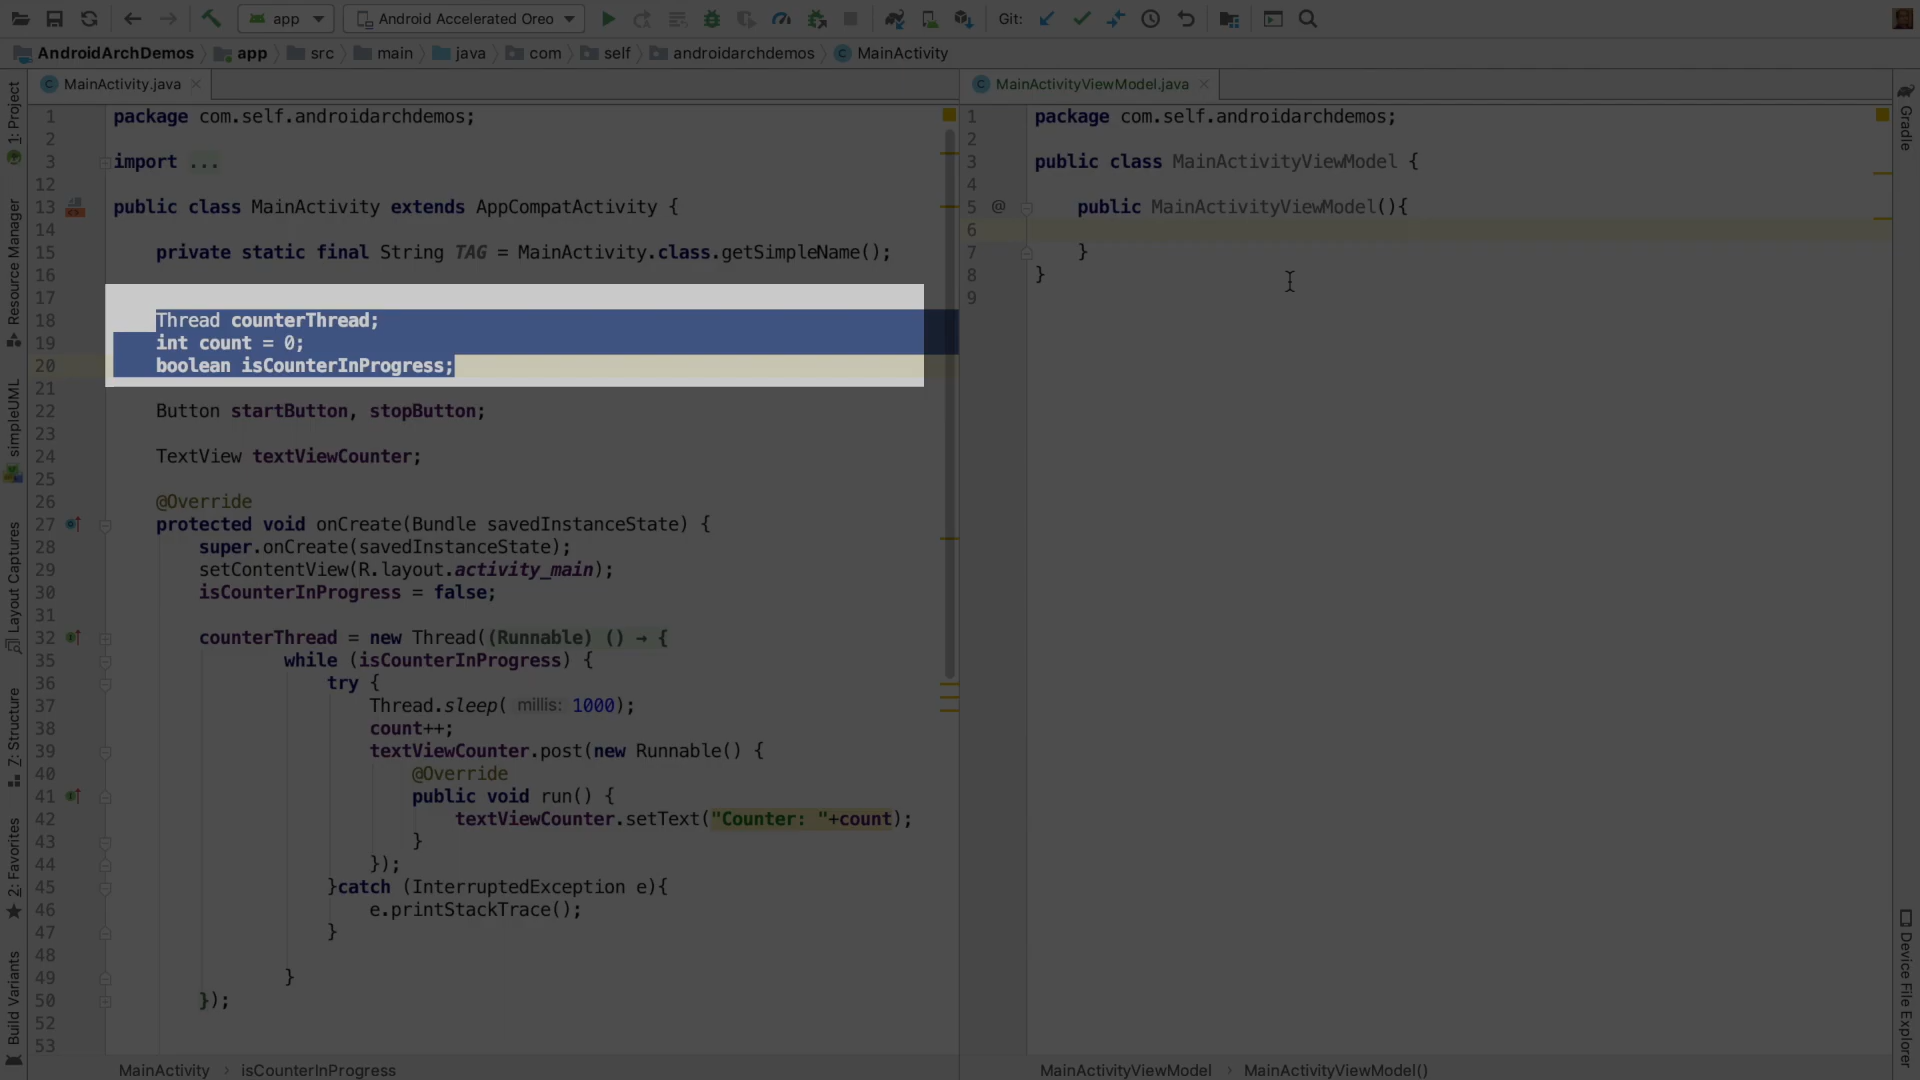 app
Android Accelerated Oreo
Git:
AndroidArchDemos
app
src
main
java
com
self
androidarchdemos
MainActivity
MainActivity.java
MainActivityViewModel.java
1: Project
Resource Manager
simpleUML
Layout Captures
7: Structure
2: Favorites
Build Variants
1 package com.self.androidarchdemos;
2
3 import ...
12
13 public class MainActivity extends AppCompatActivity {
14
15 private static final String TAG = MainActivity.class.getSimpleName();
16
17
18 Thread counterThread;
19 int count = 0;
20 boolean isCounterInProgress;
21
22 Button startButton, stopButton;
23
24 TextView textViewCounter;
25
26 @Override
27 protected void onCreate(Bundle savedInstanceState) {
28 super.onCreate(savedInstanceState);
29 setContentView(R.layout.activity_main);
30 isCounterInProgress = false;
31
32 counterThread = new Thread((Runnable) () → {
35 while (isCounterInProgress) {
36 try {
37 Thread.sleep( millis: 1000);
38 count++;
39 textViewCounter.post(new Runnable() {
40 @Override
41 public void run() {
42 textViewCounter.setText("Counter: "+count);
43 }
44 });
45 }catch (InterruptedException e){
46 e.printStackTrace();
47 }
48
49 }
50 });
52
53
MainActivity › isCounterInProgress
1 package com.self.androidarchdemos;
2
3 public class MainActivityViewModel {
4
5 @ public MainActivityViewModel(){
6
7 }
8 }
9
MainActivityViewModel › MainActivityViewModel()
Gradle
Device File Explorer